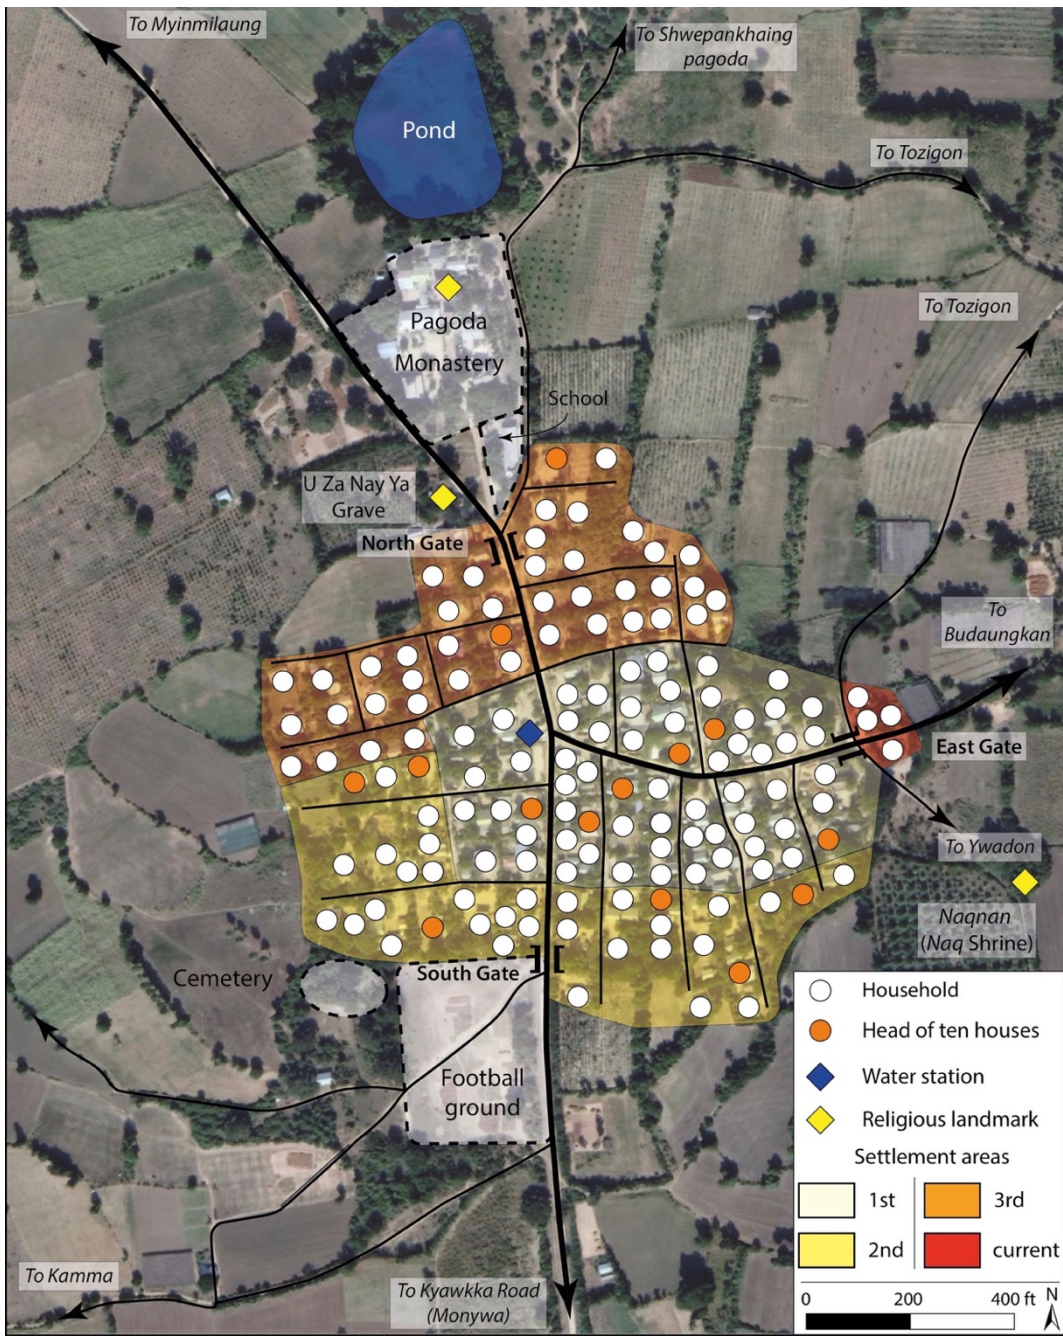 To Myinmilaung
To Shwepankhaing
pagoda
Pond
To Tozigon
To Tozigon
Pagoda
Monastery
School
U Za Nay Ya
Grave
North Gate
To
Budaungkan
East Gate
To Ywadon
Naqnan
(Naq Shrine)
Cemetery
South Gate
Football
ground
To Kamma
To Kyawkka Road
(Monywa)
Household
Head of ten houses
Water station
Religious landmark
Settlement areas
1st
3rd
2nd
current
0 200 400 ft
N